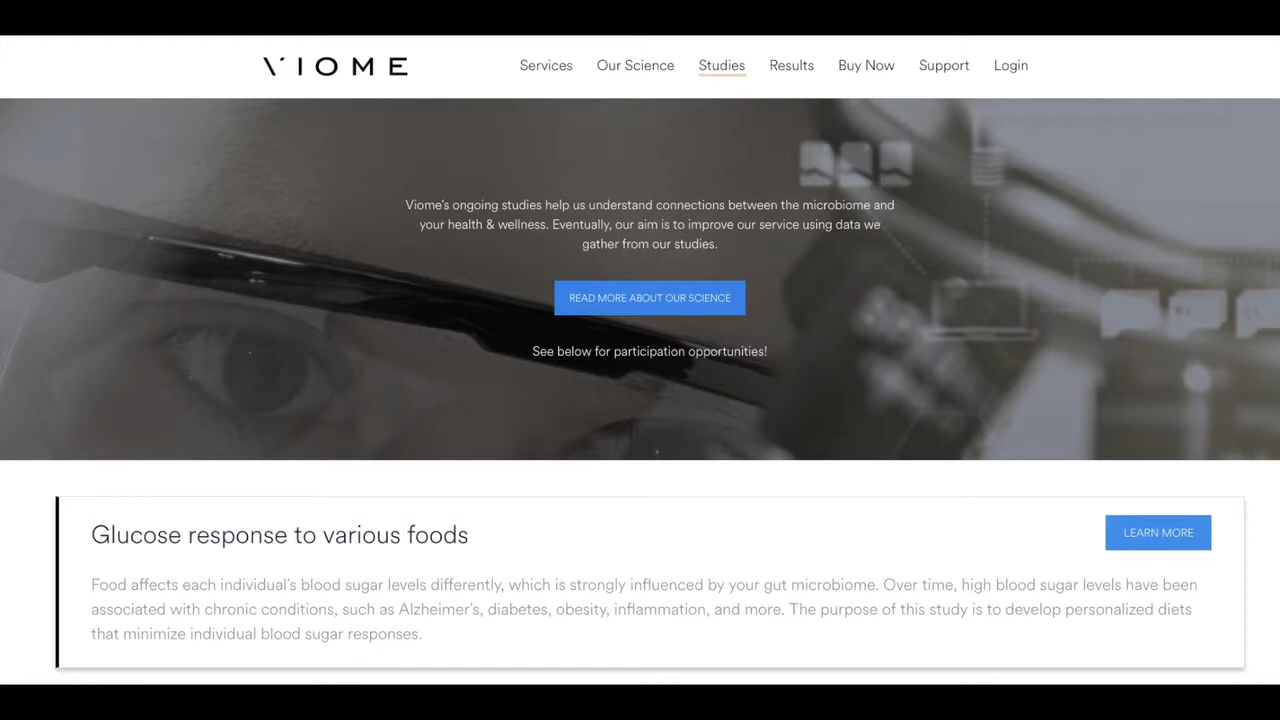 VIOME
Services Our Science Studies Results Buy Now Support Login
Viome's ongoing studies help us understand connections between the microbiome and
your health & wellness. Eventually, our aim is to improve our service using data we
gather from our studies.
READ MORE ABOUT OUR SCIENCE
See below for participation opportunities!
Glucose response to various foods
LEARN MORE
Food affects each individual's blood sugar levels differently, which is strongly influenced by your gut microbiome. Over time, high blood sugar levels have been
associated with chronic conditions, such as Alzheimer's, diabetes, obesity, inflammation, and more. The purpose of this study is to develop personalized diets
that minimize individual blood sugar responses.